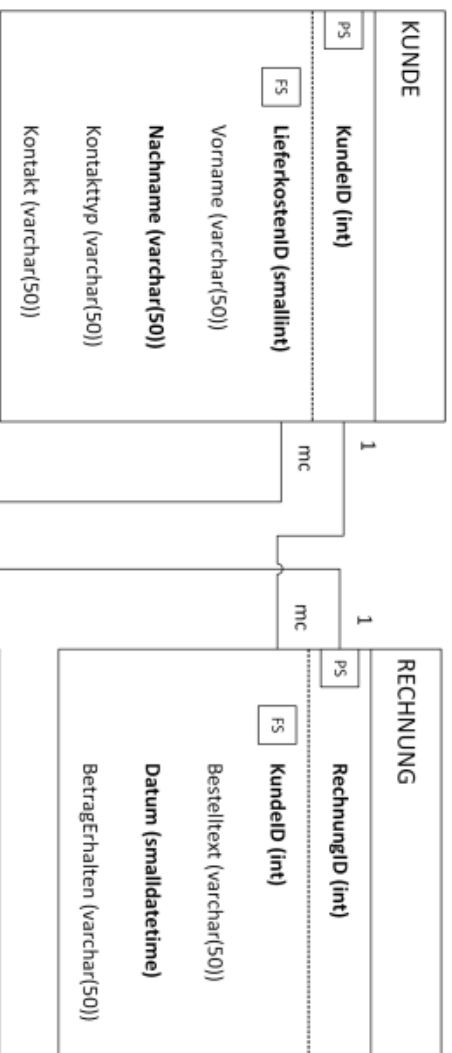 KUNDE
PS
KundeID (int)
FS
LieferkostenID (smallint)
Vorname (varchar(50))
Nachname (varchar(50))
Kontakttyp (varchar(50))
Kontakt (varchar(50))
1
mc
1
mc
RECHNUNG
PS
RechnungID (int)
FS
KundeID (int)
Bestelltext (varchar(50))
Datum (smalldatetime)
BetragErhalten (varchar(50))